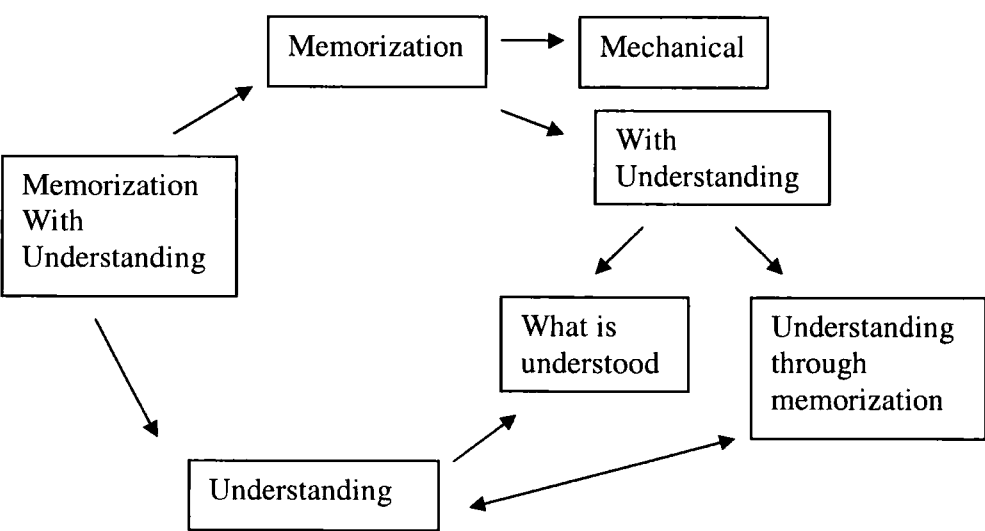 Memorization
Mechanical
With
Understanding
Memorization
With
Understanding
What is
understood
Understanding
through
memorization
Understanding